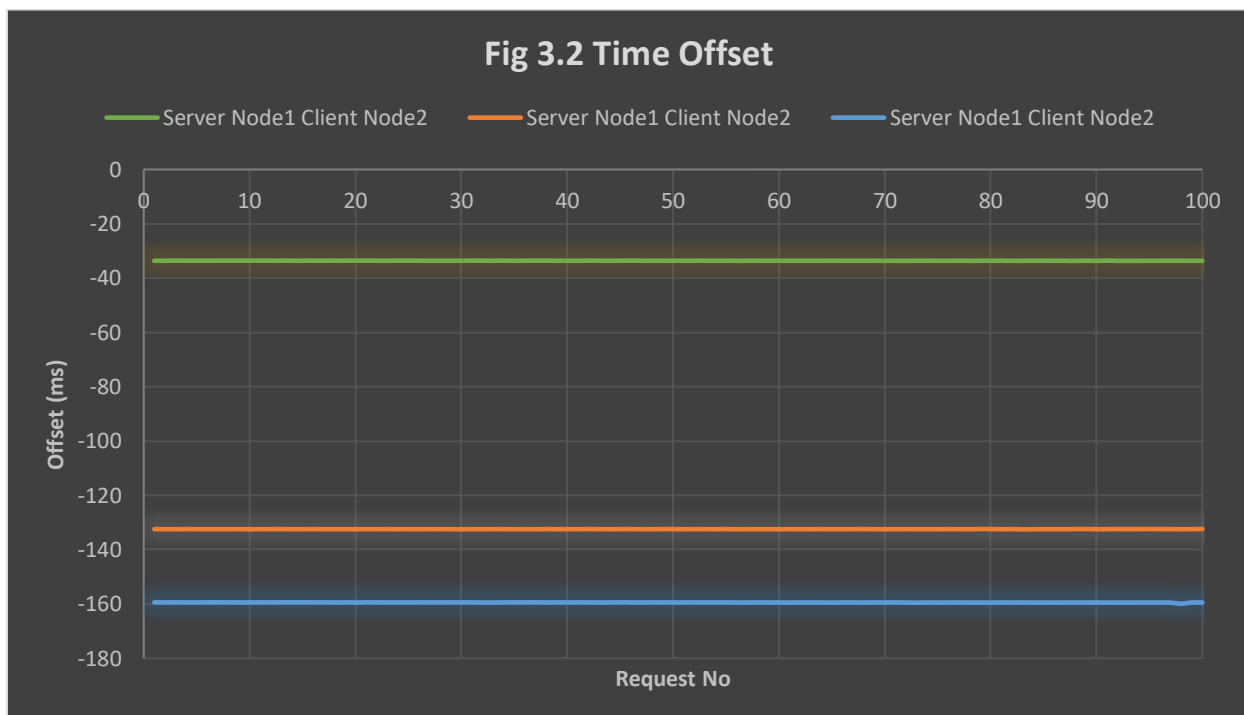 Fig 3.2 Time Offset
Server Node1 Client Node2 Server Node1 Client Node2 Server Node1 Client Node2
0
0 10 20 30 40 50 60 70 80 90 100
-20
-40
-60
-80
-100
-120
-140
-160
-180
Offset (ms)
Request No